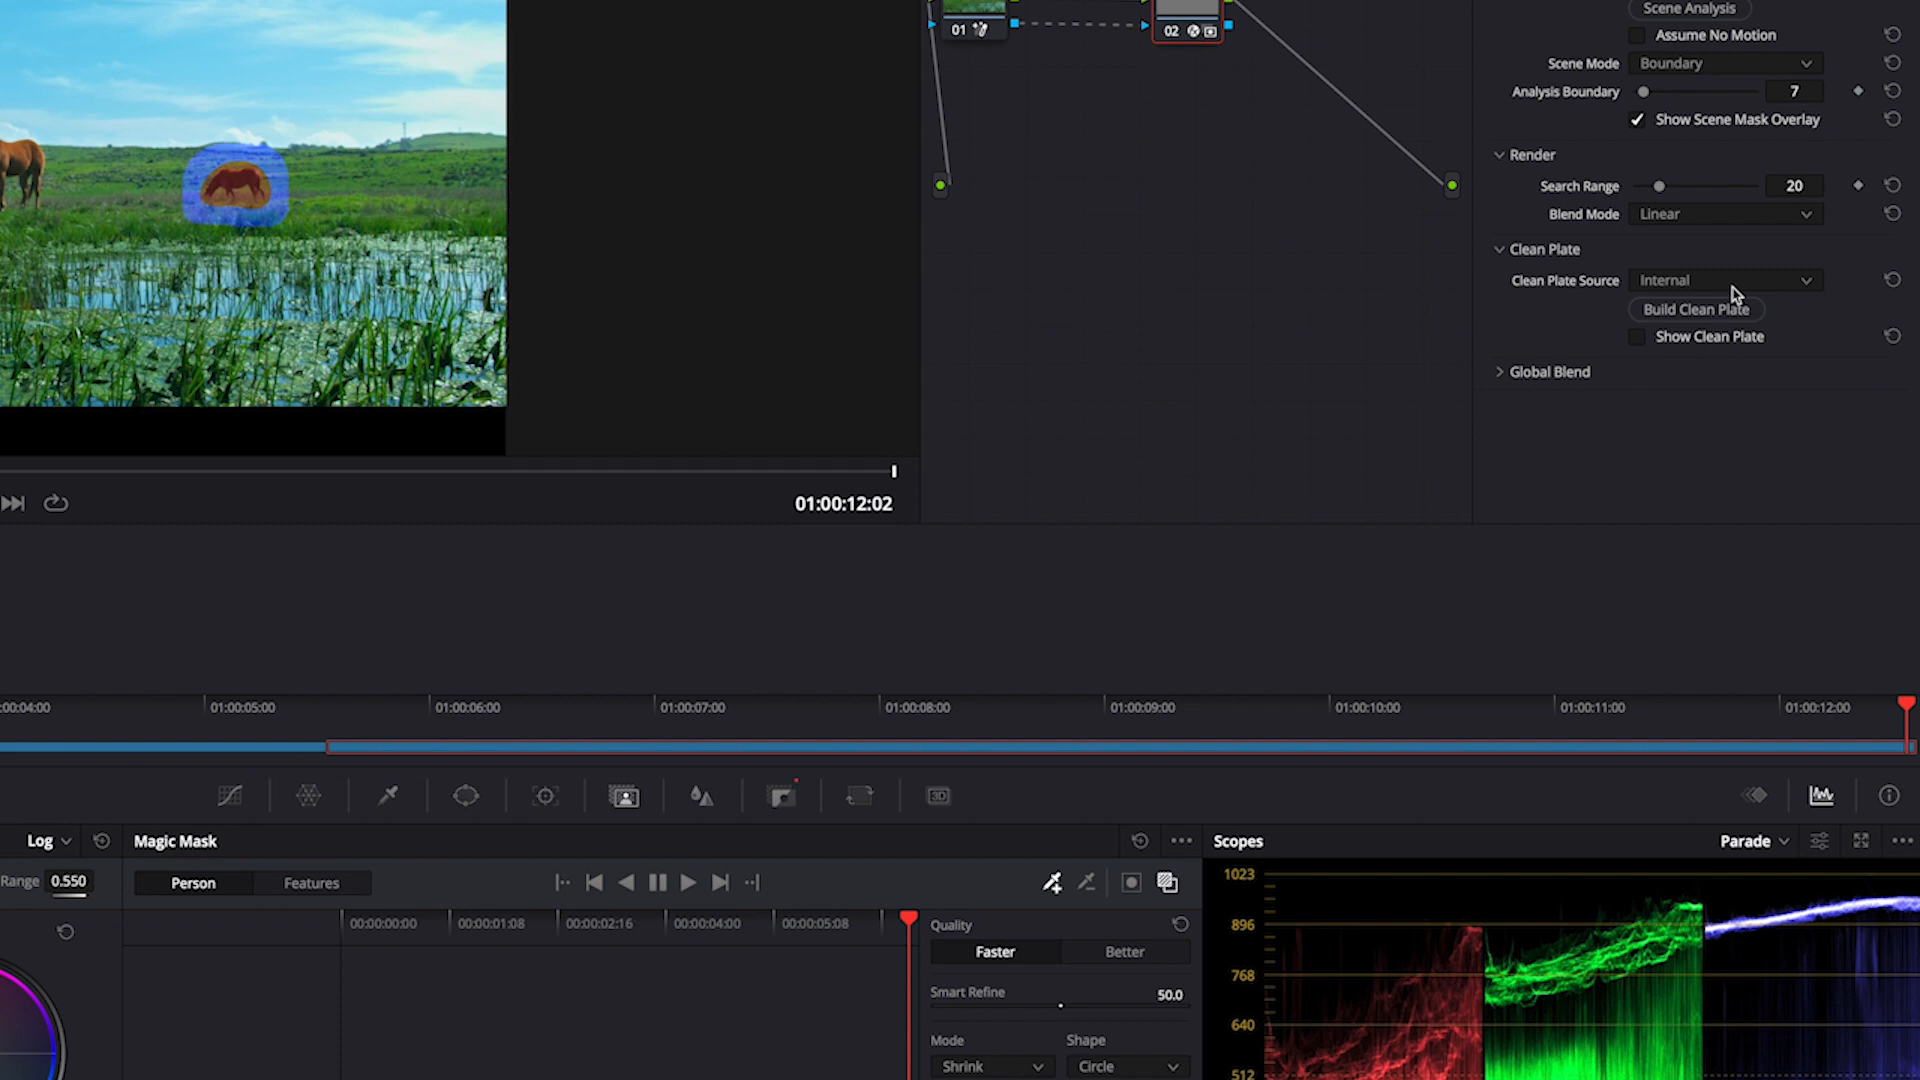 Scene Analysis
Assume No Motion
Scene Mode Boundary
Analysis Boundary 7
Show Scene Mask Overlay
Render
Search Range 20
Blend Mode Linear
Clean Plate
Clean Plate Source Internal
Build Clean Plate
Show Clean Plate
Global Blend
01
02
01:00:12:02
:00:04:00 01:00:05:00 01:00:06:00 01:00:07:00 01:00:08:00 01:00:09:00 01:00:10:00 01:00:11:00 01:00:12:00
3D
Log
Magic Mask
Scopes
Parade
Range 0.550
Person Features
00:00:00:00 00:00:01:08 00:00:02:16 00:00:04:00 00:00:05:08
Quality
Faster Better
Smart Refine 50.0
Mode Shape
Shrink Circle
1023
896
768
640
512